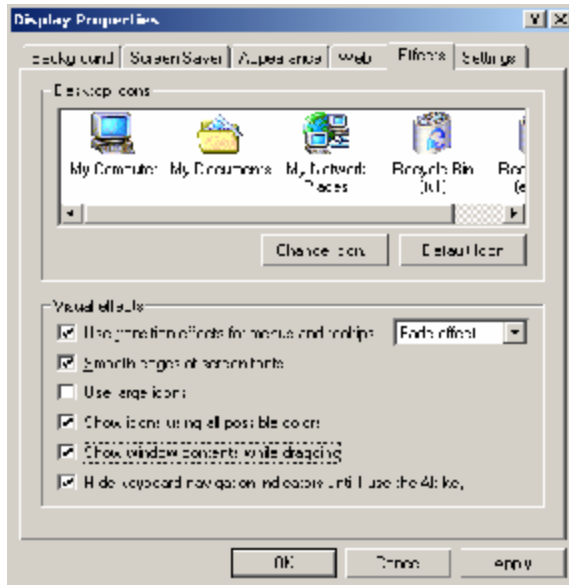 Display Properties
Background Screen Saver Appearance Web Effects Settings
Desktop icons
My Computer My Documents My Network Places Recycle Bin (full)
Change Icon... Default Icon
Visual effects
Use transition effects for menus and tooltips Fade effect
Smooth edges of screen fonts
Use large icons
Show icons using all possible colors
Show window contents while dragging
Hide keyboard navigation indicators until I use the Alt key
OK Cancel Apply